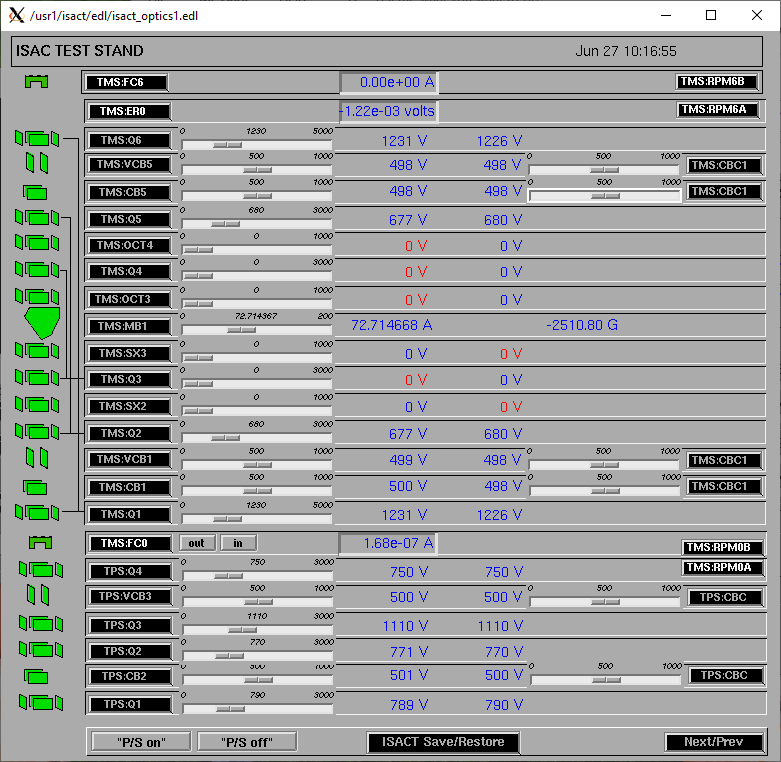 /usr1/isact/edl/isact_optics1.edl
ISAC TEST STAND Jun 27 10:16:55
TMS:FC6 0.00e+00 A TMS:RPM6B
TMS:ER0 -1.22e-03 volts TMS:RPM6A
TMS:Q6 0 1230 5000 1231 V 1226 V
TMS:VCB5 0 500 1000 498 V 498 V 0 500 1000 TMS:CBC1
TMS:CB5 0 500 1000 498 V 498 V 0 500 1000 TMS:CBC1
TMS:Q5 0 680 3000 677 V 680 V
TMS:OCT4 0 0 1000 0 V 0 V
TMS:Q4 0 0 3000 0 V 0 V
TMS:OCT3 0 0 1000 0 V 0 V
TMS:MB1 0 72.714367 200 72.714668 A -2510.80 G
TMS:SX3 0 0 1000 0 V 0 V
TMS:Q3 0 0 3000 0 V 0 V
TMS:SX2 0 0 1000 0 V 0 V
TMS:Q2 0 680 3000 677 V 680 V
TMS:VCB1 0 500 1000 499 V 498 V 0 500 1000 TMS:CBC1
TMS:CB1 0 500 1000 500 V 498 V 0 500 1000 TMS:CBC1
TMS:Q1 0 1230 5000 1231 V 1226 V
TMS:FC0 out in 1.68e-07 A TMS:RPM0B
TMS:RPM0A
TPS:Q4 0 750 3000 750 V 750 V
TPS:VCB3 0 500 1000 500 V 500 V 0 500 1000 TPS:CBC
TPS:Q3 0 1110 3000 1110 V 1110 V
TPS:Q2 0 770 3000 771 V 770 V
TPS:CB2 0 500 1000 501 V 500 V 0 500 1000 TPS:CBC
TPS:Q1 0 790 3000 789 V 790 V
"P/S on" "P/S off" ISACT Save/Restore Next/Prev